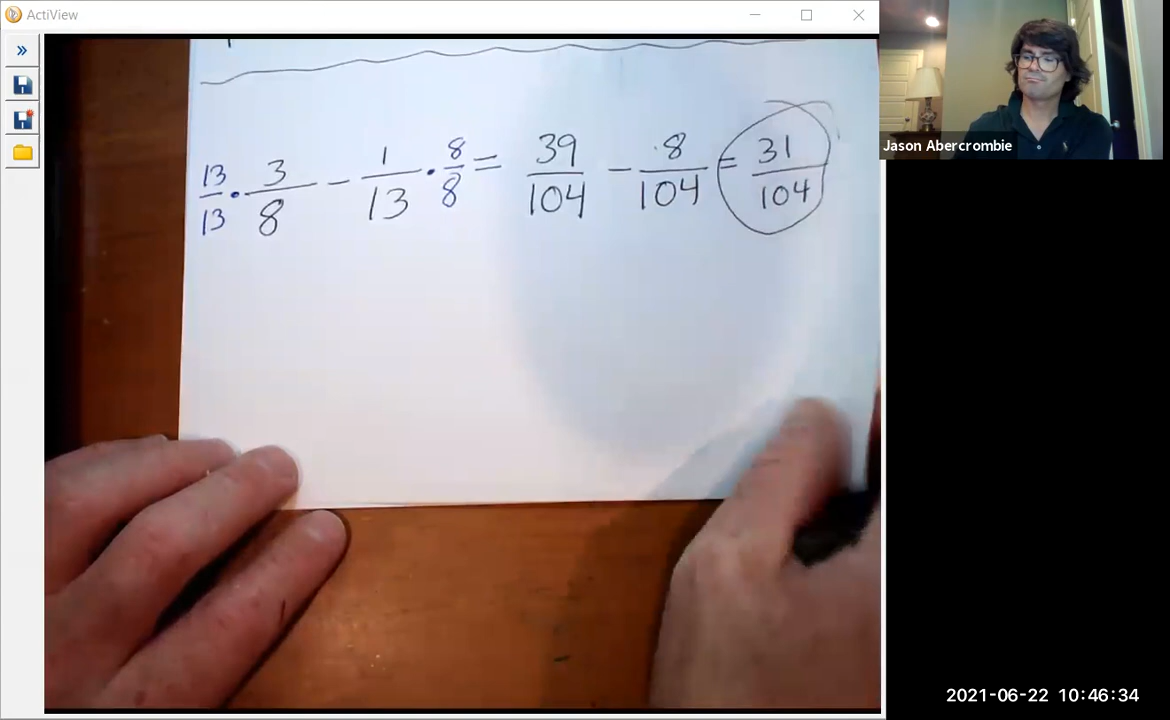 ActiView
Jason Abercrombie
13/13 · 3/8 - 1/13 · 8/8 = 39/104 - 8/104 = 31/104
2021-06-22 10:46:34